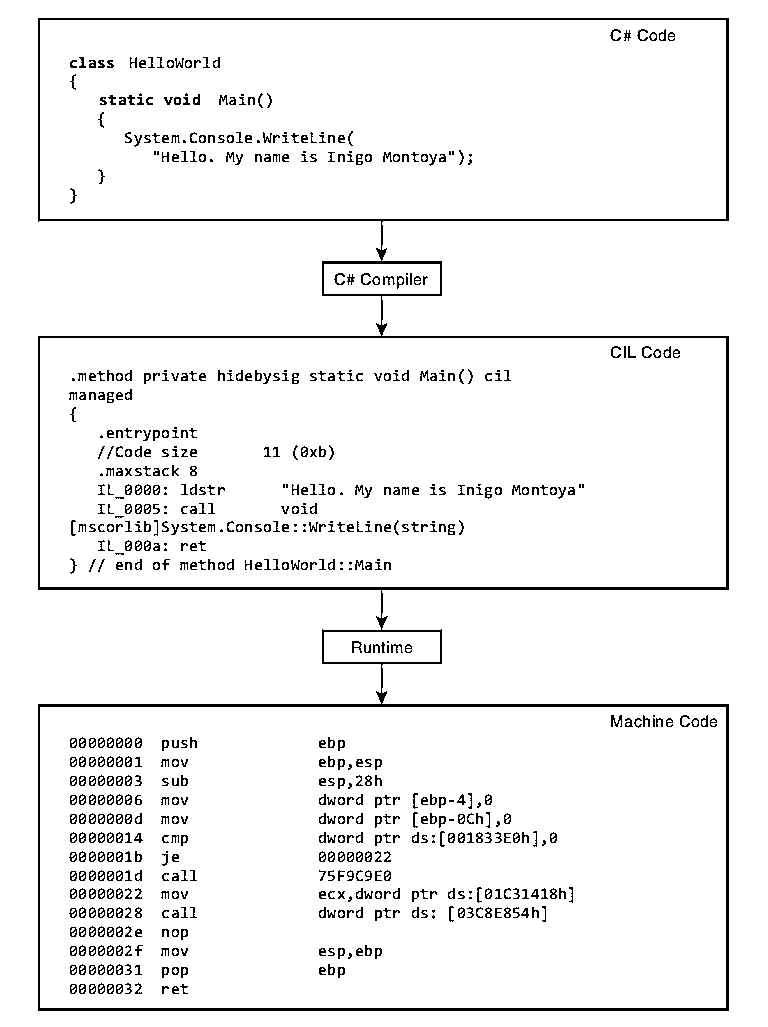 C# Code
class HelloWorld
{
static void Main()
{
System.Console.WriteLine(
"Hello. My name is Inigo Montoya");
}
}
C# Compiler
CIL Code
.method private hidebysig static void Main() cil
managed
{
.entrypoint
//Code size 11 (0xb)
.maxstack 8
IL_0000: ldstr "Hello. My name is Inigo Montoya"
IL_0005: call void
[mscorlib]System.Console::WriteLine(string)
IL_000a: ret
} // end of method HelloWorld::Main
Runtime
Machine Code
00000000 push ebp
00000001 mov ebp,esp
00000003 sub esp,28h
00000006 mov dword ptr [ebp-4],0
0000000d mov dword ptr [ebp-0Ch],0
00000014 cmp dword ptr ds:[001833E0h],0
0000001b je 00000022
0000001d call 75F9C9E0
00000022 mov ecx,dword ptr ds:[01C31418h]
00000028 call dword ptr ds: [03C8E854h]
0000002e nop
0000002f mov esp,ebp
00000031 pop ebp
00000032 ret